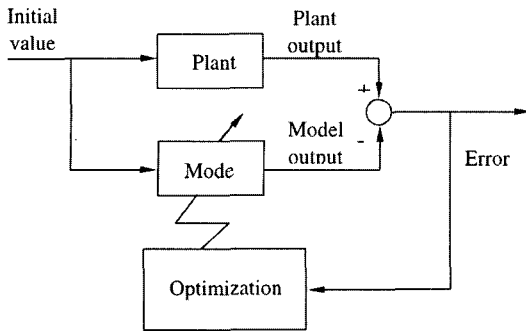 Initial
value
Plant
output
Plant
+
-
Model
output
Mode
Error
Optimization